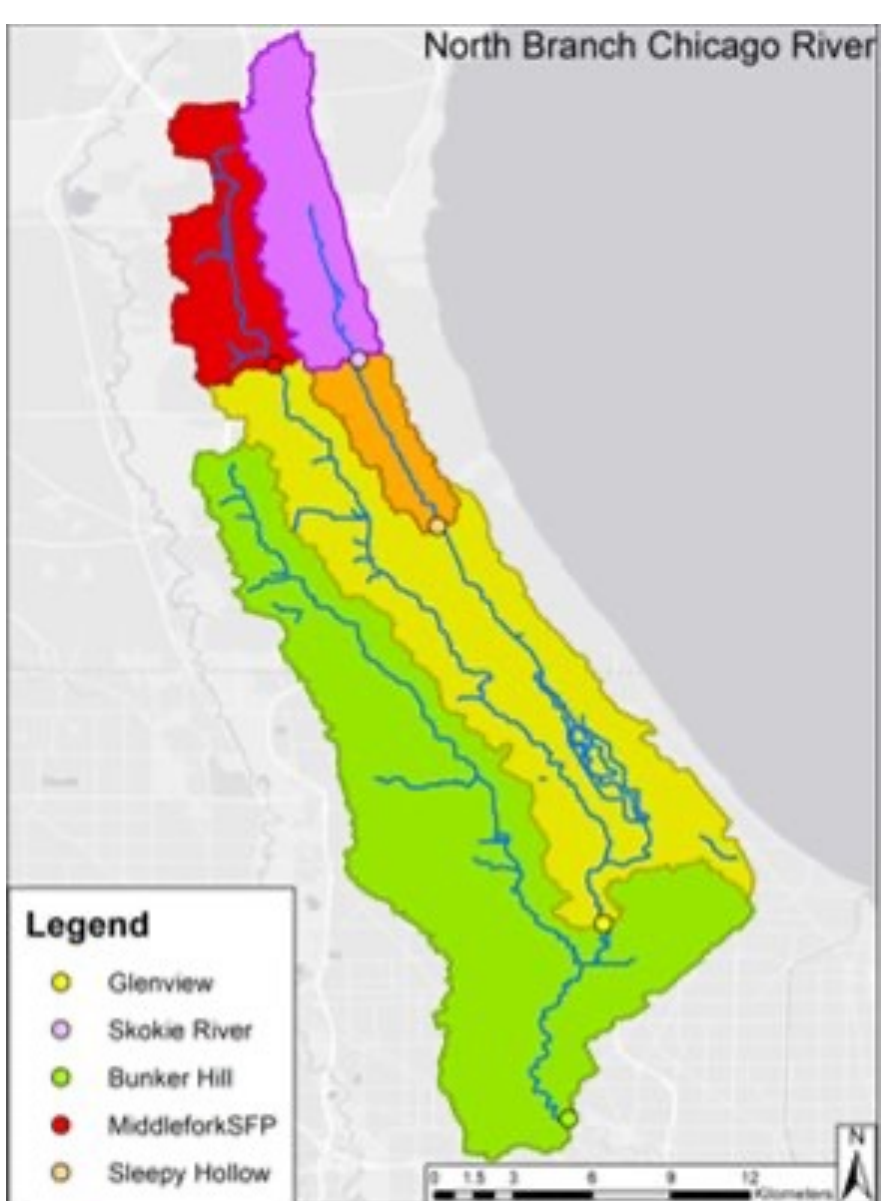 North Branch Chicago River
Legend
Glenview
Skokie River
Bunker Hill
MiddleforkSFP
Sleepy Hollow
N
0 1.5 3 6 9 12
Kilometers